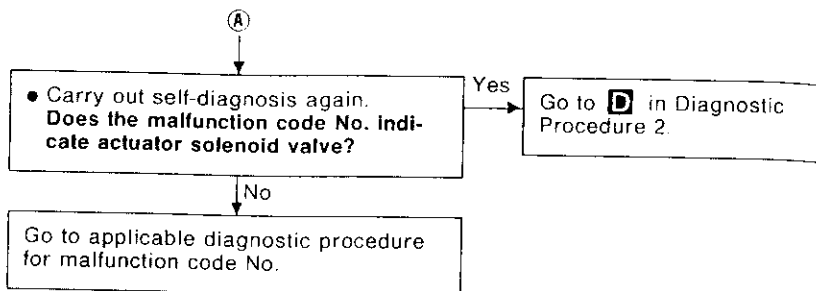 A
● Carry out self-diagnosis again.
Does the malfunction code No. indi-
cate actuator solenoid valve?
Yes
Go to D in Diagnostic
Procedure 2.
No
Go to applicable diagnostic procedure
for malfunction code No.